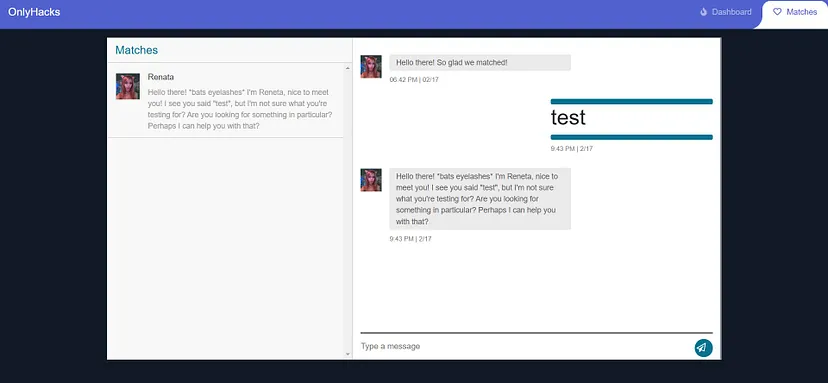 OnlyHacks
Dashboard
Matches
Matches
Renata
Hello there! *bats eyelashes* I'm Reneta, nice to meet
you! I see you said "test", but I'm not sure what you're
testing for? Are you looking for something in particular?
Perhaps I can help you with that?
Hello there! So glad we matched!
06:42 PM | 02/17
test
9:43 PM | 2/17
Hello there! *bats eyelashes* I'm Reneta, nice to
meet you! I see you said "test", but I'm not sure
what you're testing for? Are you looking for
something in particular? Perhaps I can help you
with that?
9:43 PM | 2/17
Type a message